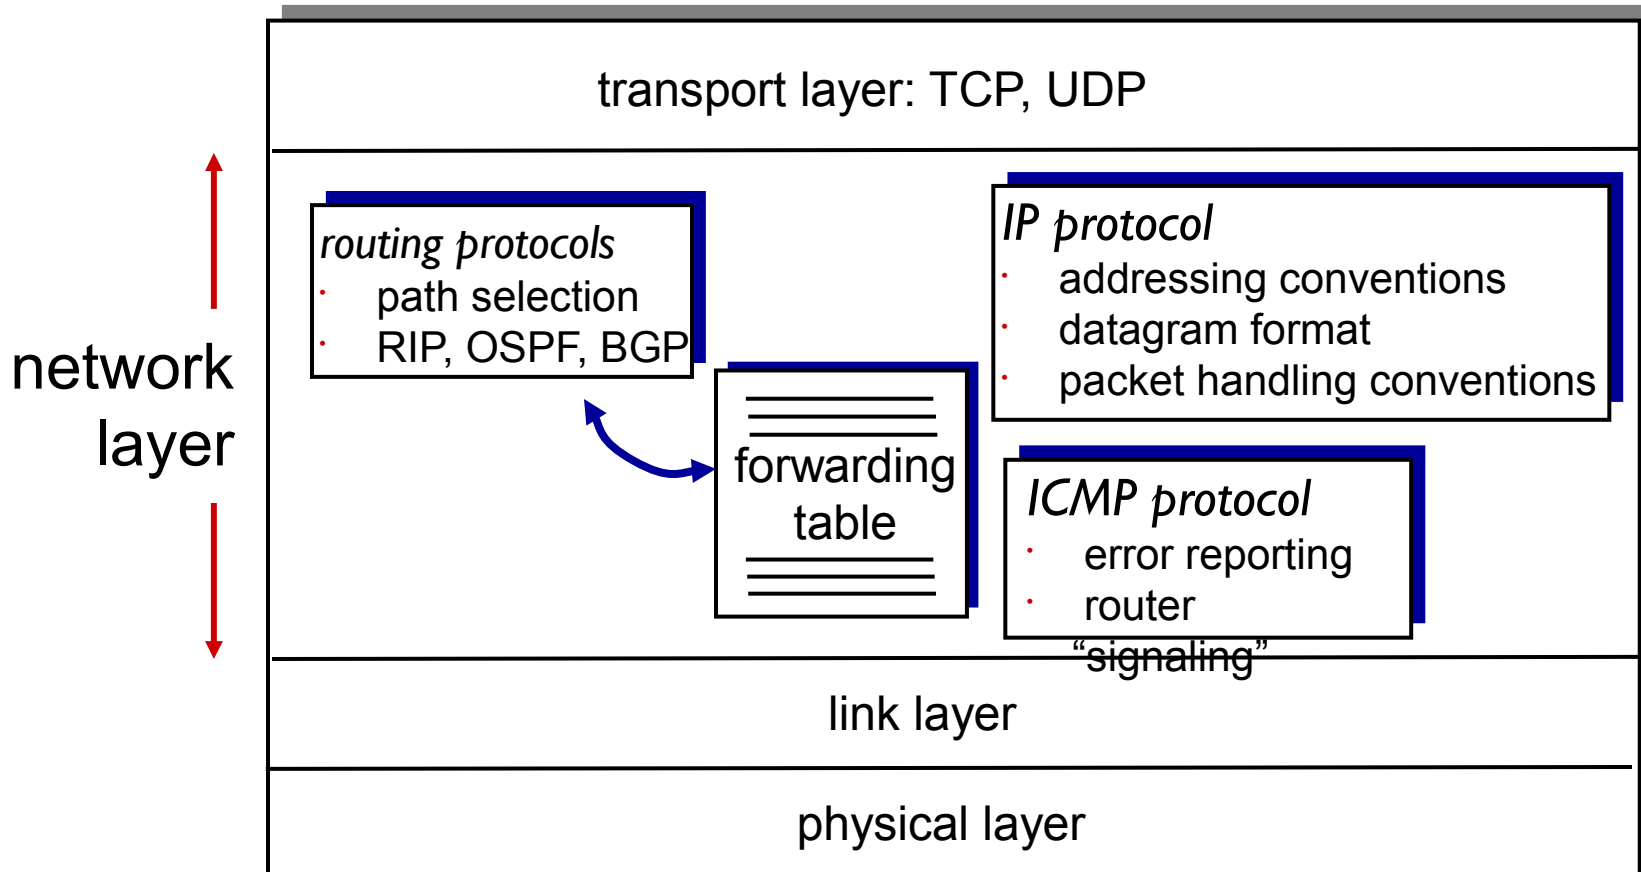 transport layer: TCP, UDP
network
layer
routing protocols
· path selection
· RIP, OSPF, BGP
forwarding
table
IP protocol
· addressing conventions
· datagram format
· packet handling conventions
ICMP protocol
· error reporting
· router
“signaling”
link layer
physical layer